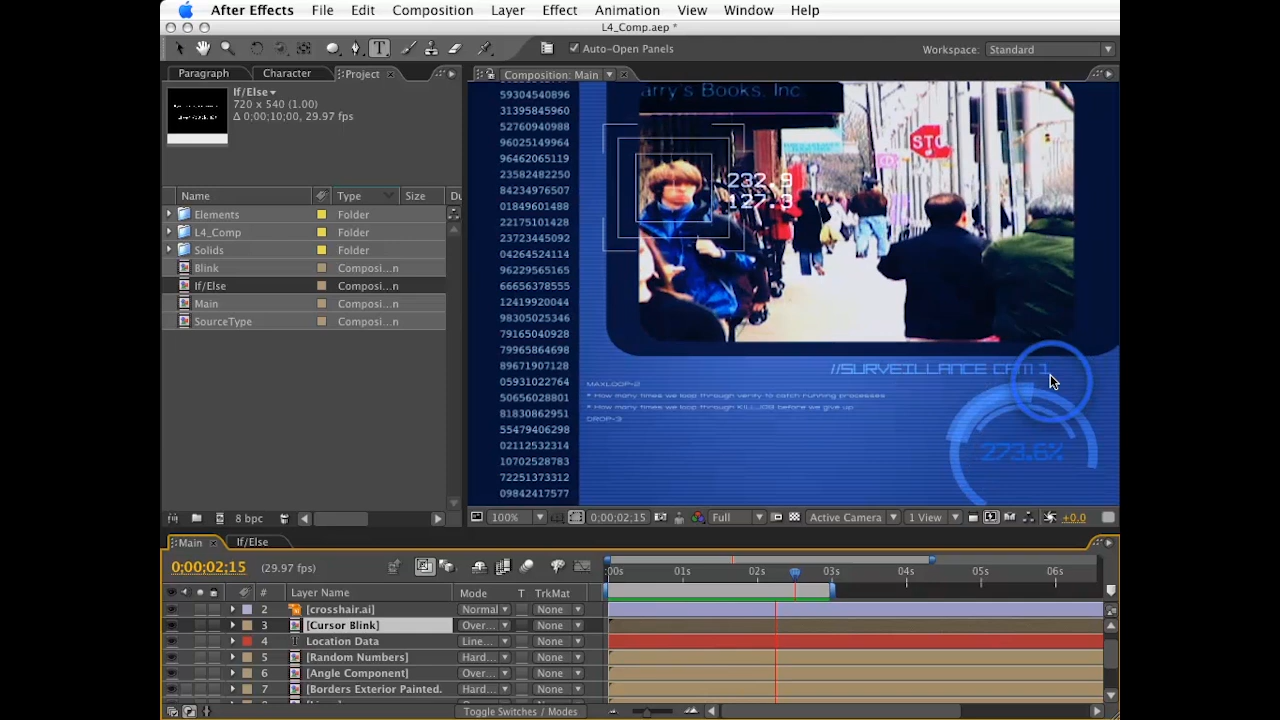 After Effects File Edit Composition Layer Effect Animation View Window Help
L4_Comp.aep *
T Auto-Open Panels Workspace: Standard
Paragraph Character Project Composition: Main
If/Else
720 x 540 (1.00)
Δ 0;00;10;00, 29.97 fps
Name Type Size Du
Elements Folder
L4_Comp Folder
Solids Folder
Blink Composi...n
If/Else Composi...n
Main Composi...n
SourceType Composi...n
8 bpc
59304540896
31395845960
52760940988
96025149964
96462065119
23582482250
84234976507
01849601488
22175101428
23723445092
04264524114
96229565165
66656378555
12419920044
98305025346
79165040928
79965864698
89671907128
05931022764
50656028801
81830862951
55479406298
02112532314
10702528783
72251373312
09842417577
arry's Books, Inc.
STO
232.9
127.3
//SURVEILLANCE CAM 1
MAXLOOP=2
* How many times we loop through verify to catch running processes
* How many times we loop through KILLJOB before we give up
DROP=3
273.6%
100% 0;00;02;15 Full Active Camera 1 View +0.0
Main If/Else
0;00;02;15 (29.97 fps)
:00s 01s 02s 03s 04s 05s 06s
# Layer Name Mode T TrkMat
2 [crosshair.ai] Normal None
3 [Cursor Blink] Over... None
4 T Location Data Line... None
5 [Random Numbers] Hard... None
6 [Angle Component] Over... None
7 [Borders Exterior Painted. Hard... None
Toggle Switches / Modes